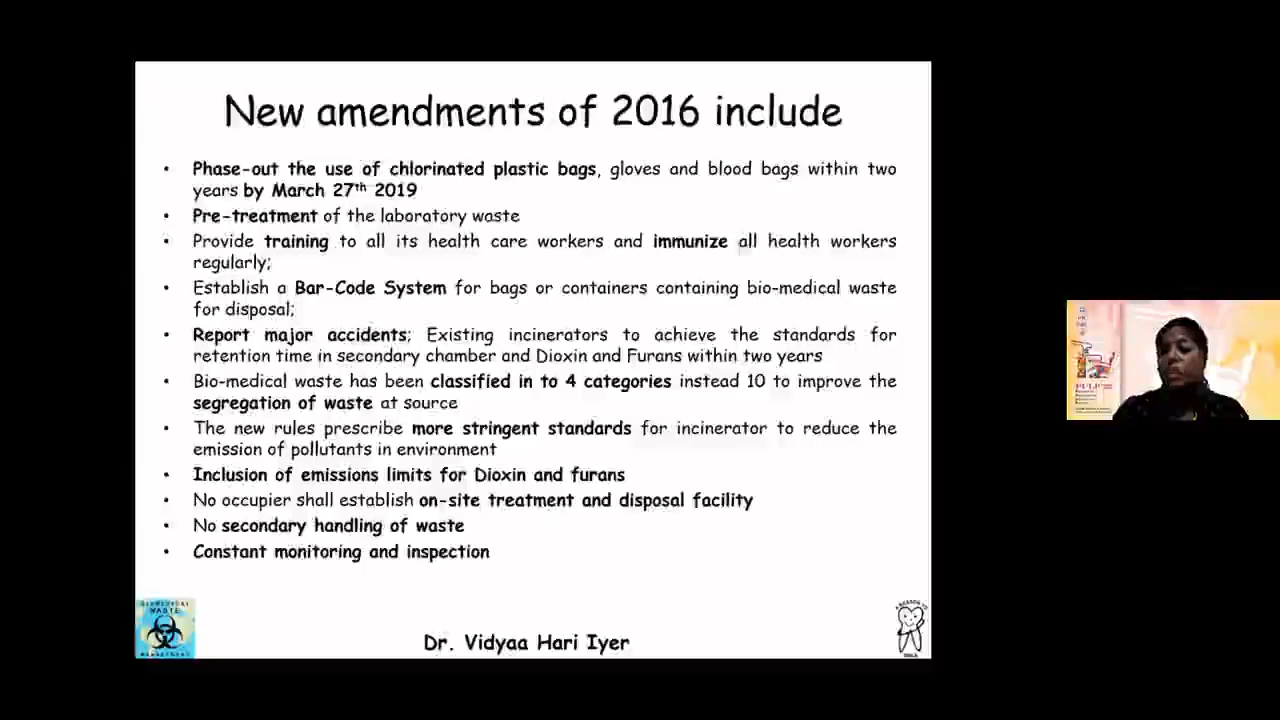 New amendments of 2016 include
• Phase-out the use of chlorinated plastic bags, gloves and blood bags within two
years by March 27th 2019
• Pre-treatment of the laboratory waste
• Provide training to all its health care workers and immunize all health workers
regularly;
• Establish a Bar-Code System for bags or containers containing bio-medical waste
for disposal;
• Report major accidents; Existing incinerators to achieve the standards for
retention time in secondary chamber and Dioxin and Furans within two years
• Bio-medical waste has been classified in to 4 categories instead 10 to improve the
segregation of waste at source
• The new rules prescribe more stringent standards for incinerator to reduce the
emission of pollutants in environment
• Inclusion of emissions limits for Dioxin and furans
• No occupier shall establish on-site treatment and disposal facility
• No secondary handling of waste
• Constant monitoring and inspection
BIOMEDICAL
WASTE
MANAGEMENT
Dr. Vidyaa Hari Iyer